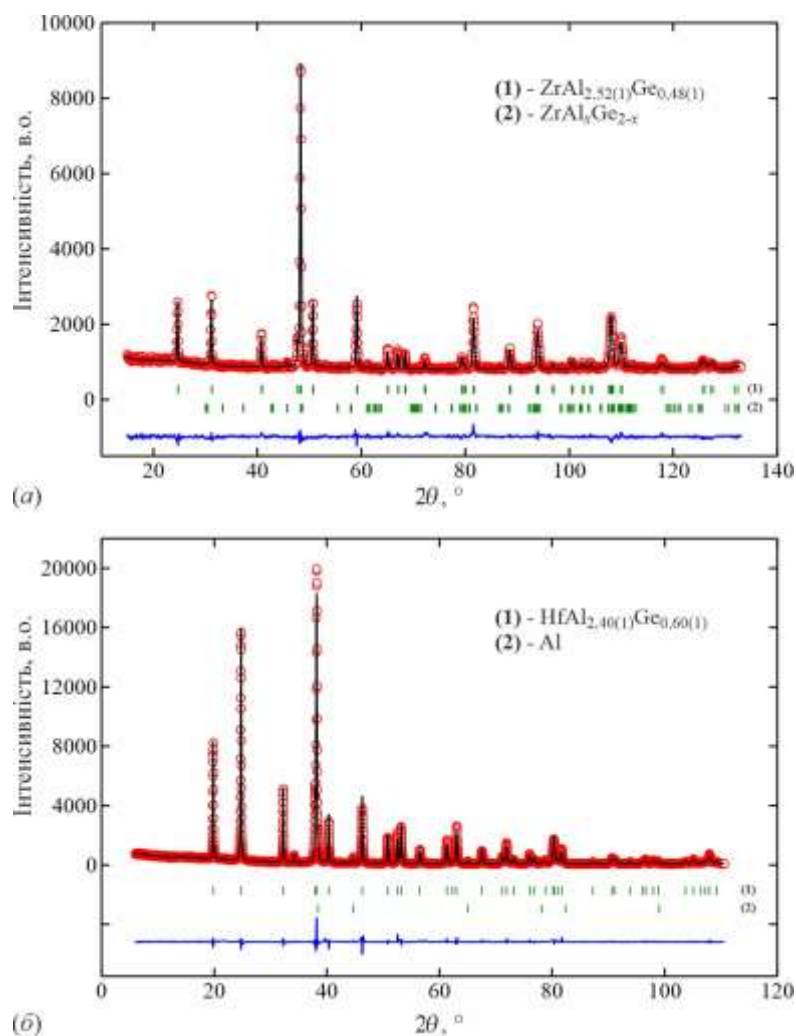 10000
8000
6000
4000
2000
0
Інтенсивність, в.о.
(1) - ZrAl2,52(1)Ge0,48(1)
(2) - ZrAlxGe2-x
(1)
(2)
20 40 60 80 100 120 140
2θ, °
(а)
20000
16000
12000
8000
4000
0
Інтенсивність, в.о.
(1) - HfAl2,40(1)Ge0,60(1)
(2) - Al
(1)
(2)
0 20 40 60 80 100 120
2θ, °
(б)